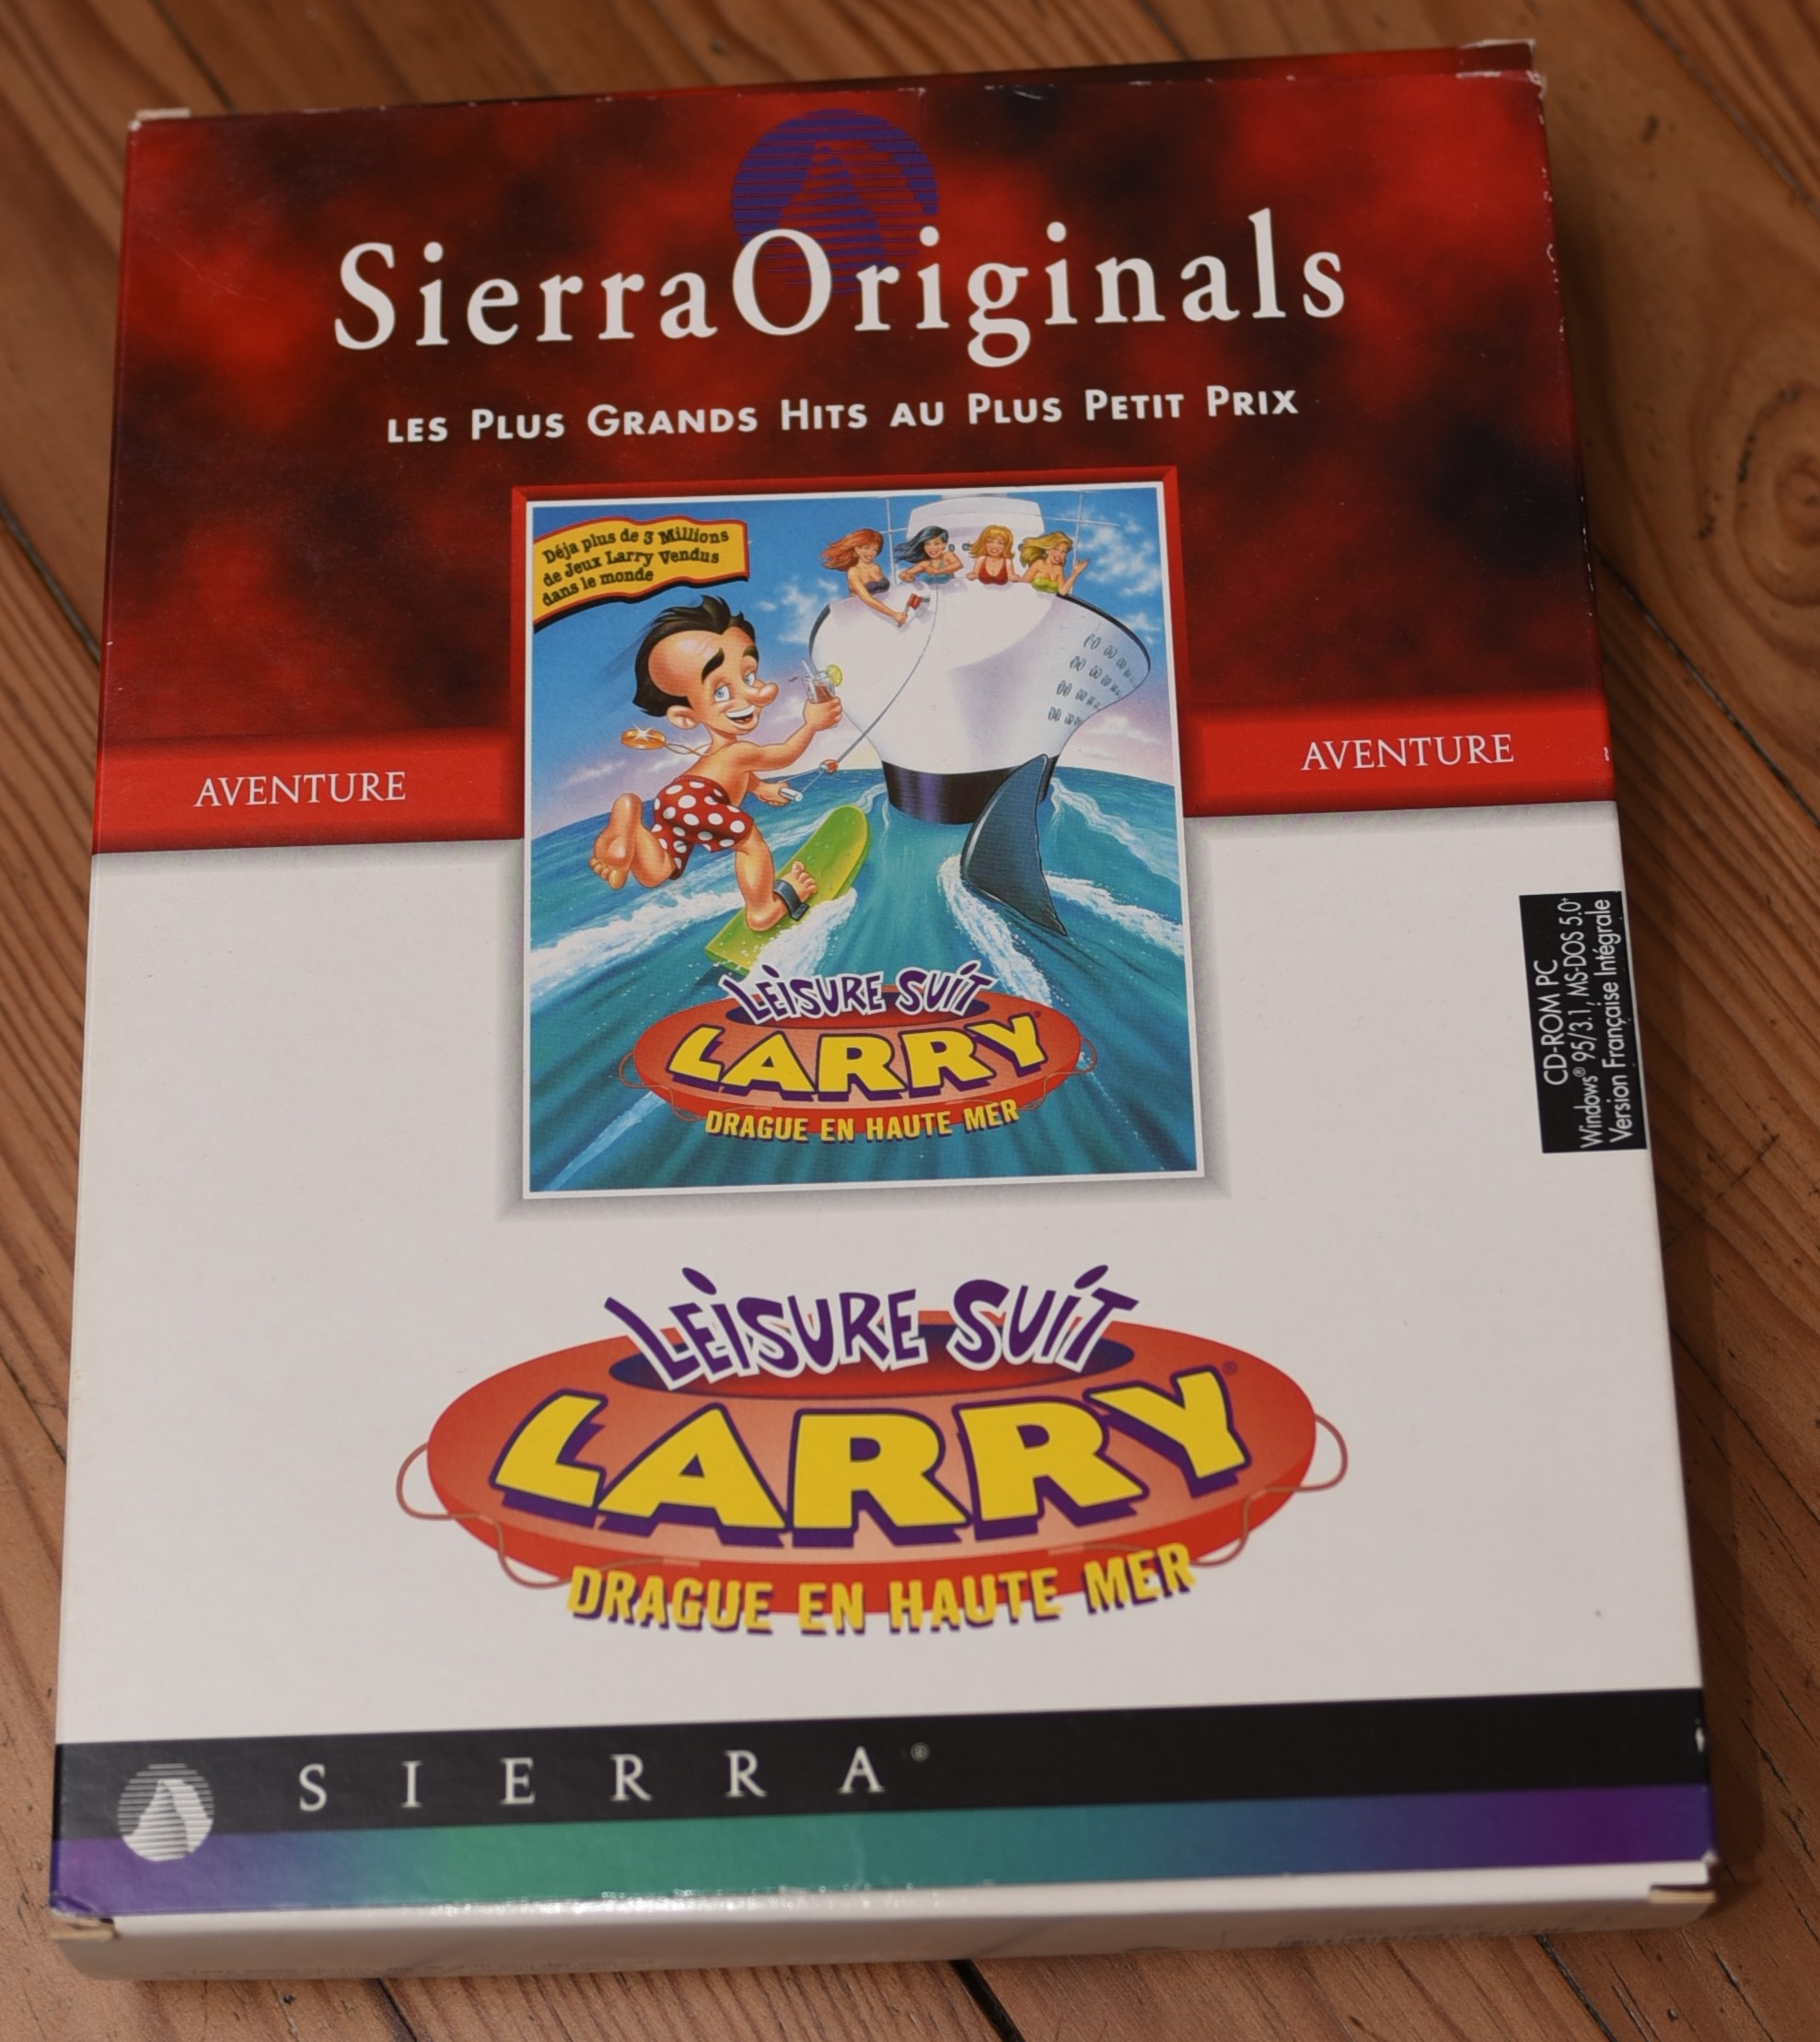 SierraOriginals
LES PLUS GRANDS HITS AU PLUS PETIT PRIX
Déja plus de 3 Millions
de Jeux Larry Vendus
dans le monde
AVENTURE
AVENTURE
LEISURE SUIT
LARRY®
DRAGUE EN HAUTE MER
CD-ROM PC
Windows® 95/3.1, MS-DOS 5.0+
Version Française Intégrale
LEISURE SUIT
LARRY®
DRAGUE EN HAUTE MER
SIERRA®